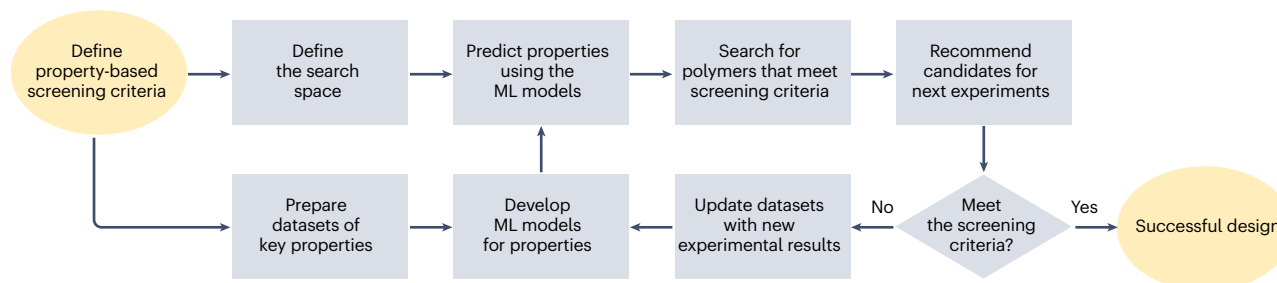 Define
property-based
screening criteria
Define
the search
space
Predict properties
using the
ML models
Search for
polymers that meet
screening criteria
Recommend
candidates for
next experiments
Prepare
datasets of
key properties
Develop
ML models
for properties
Update datasets
with new
experimental results
No
Meet
the screening
criteria?
Yes
Successful design